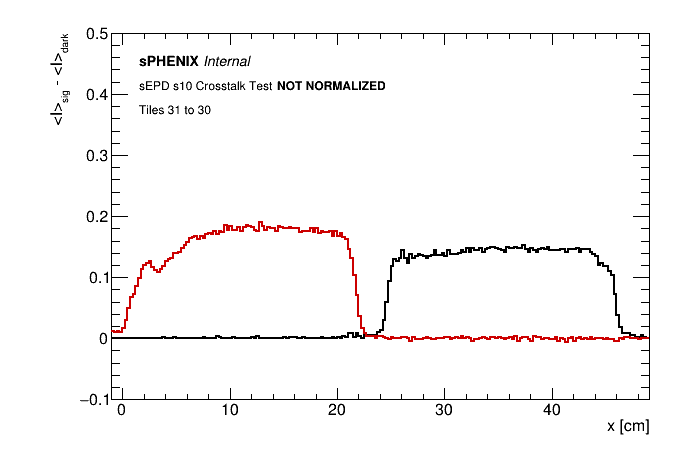 <I>sig - <I>dark
0.5
0.4
0.3
0.2
0.1
0
−0.1
sPHENIX Internal
sEPD s10 Crosstalk Test NOT NORMALIZED
Tiles 31 to 30
0 10 20 30 40
x [cm]